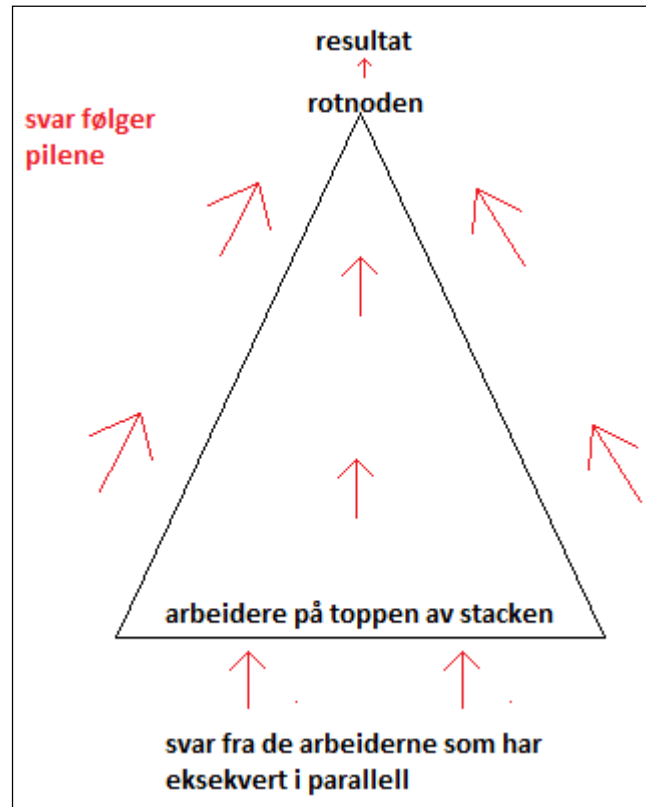 resultat
rotnoden
svar følger
pilene
arbeidere på toppen av stacken
svar fra de arbeiderne som har
eksekvert i parallell